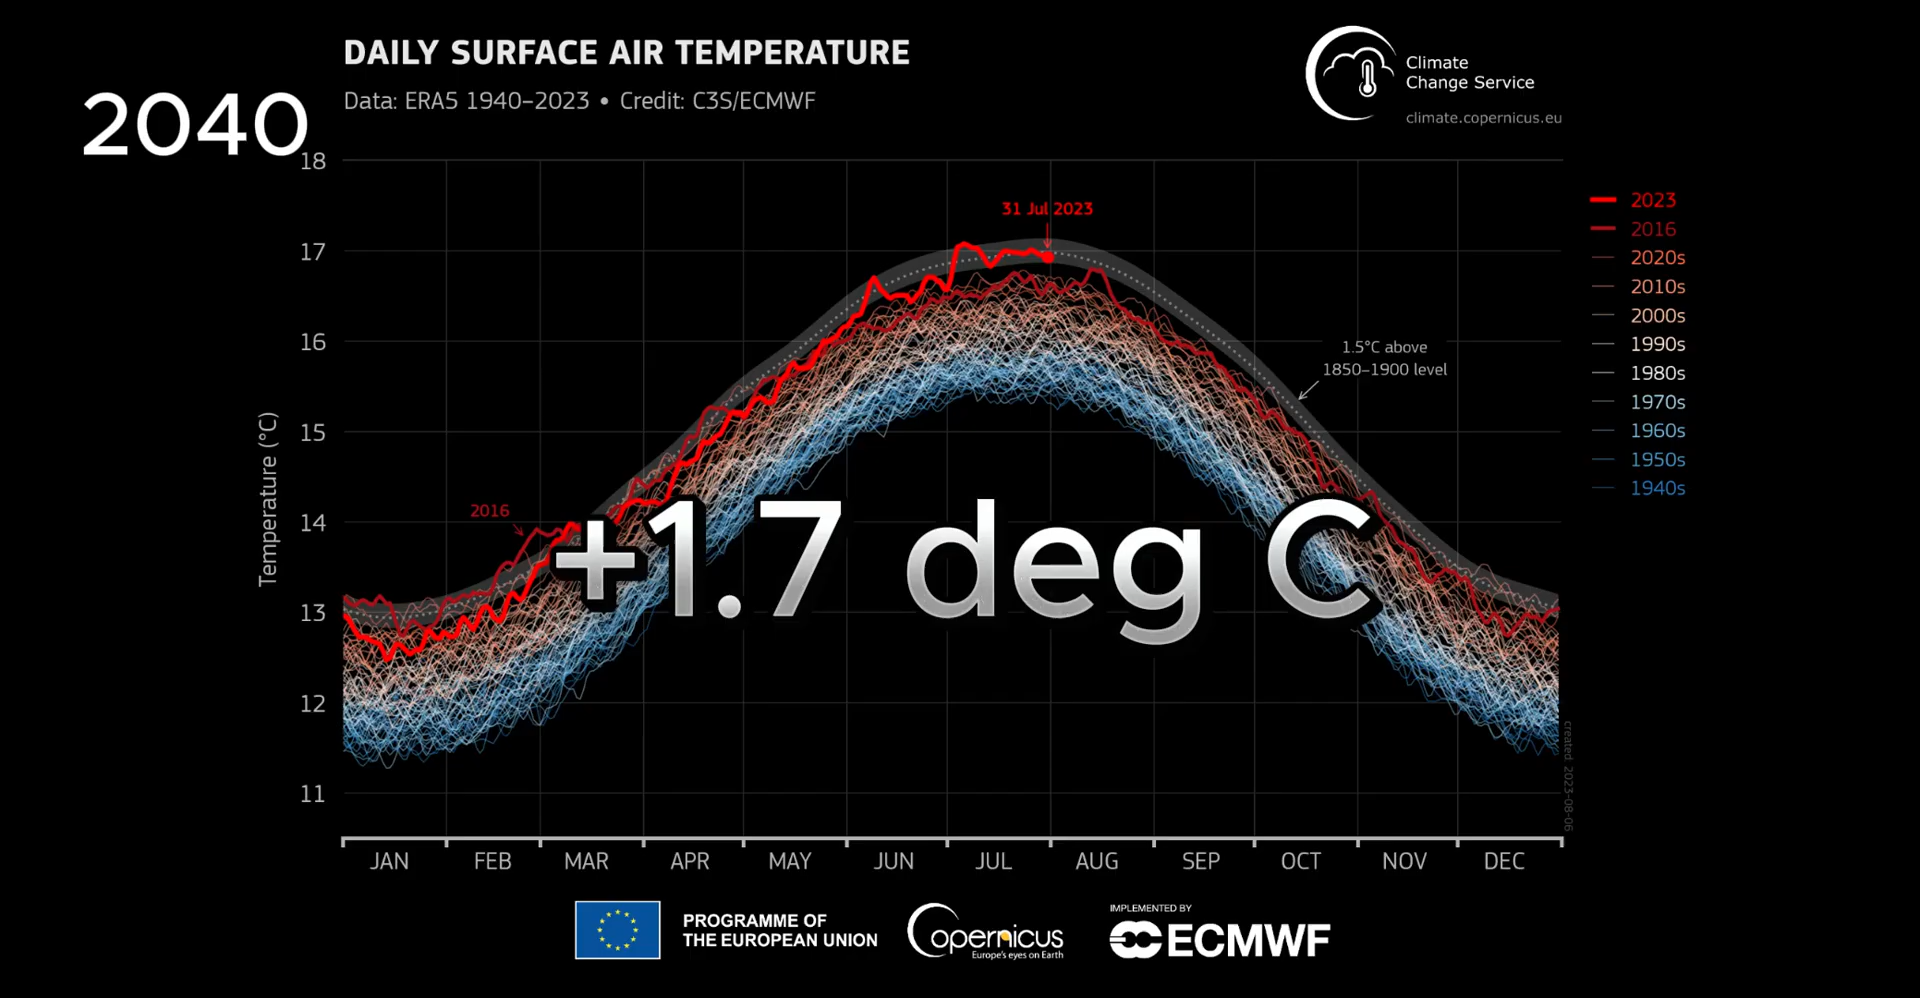 DAILY SURFACE AIR TEMPERATURE
Data: ERA5 1940–2023 • Credit: C3S/ECMWF
2040
Climate
Change Service
climate.copernicus.eu
18
17
16
15
14
13
12
11
Temperature (°C)
31 Jul 2023
2016
1.5°C above
1850–1900 level
+1.7 deg C
2023
2016
2020s
2010s
2000s
1990s
1980s
1970s
1960s
1950s
1940s
created: 2023-08-06
JAN FEB MAR APR MAY JUN JUL AUG SEP OCT NOV DEC
PROGRAMME OF
THE EUROPEAN UNION
opernicus
Europe's eyes on Earth
IMPLEMENTED BY
ECMWF